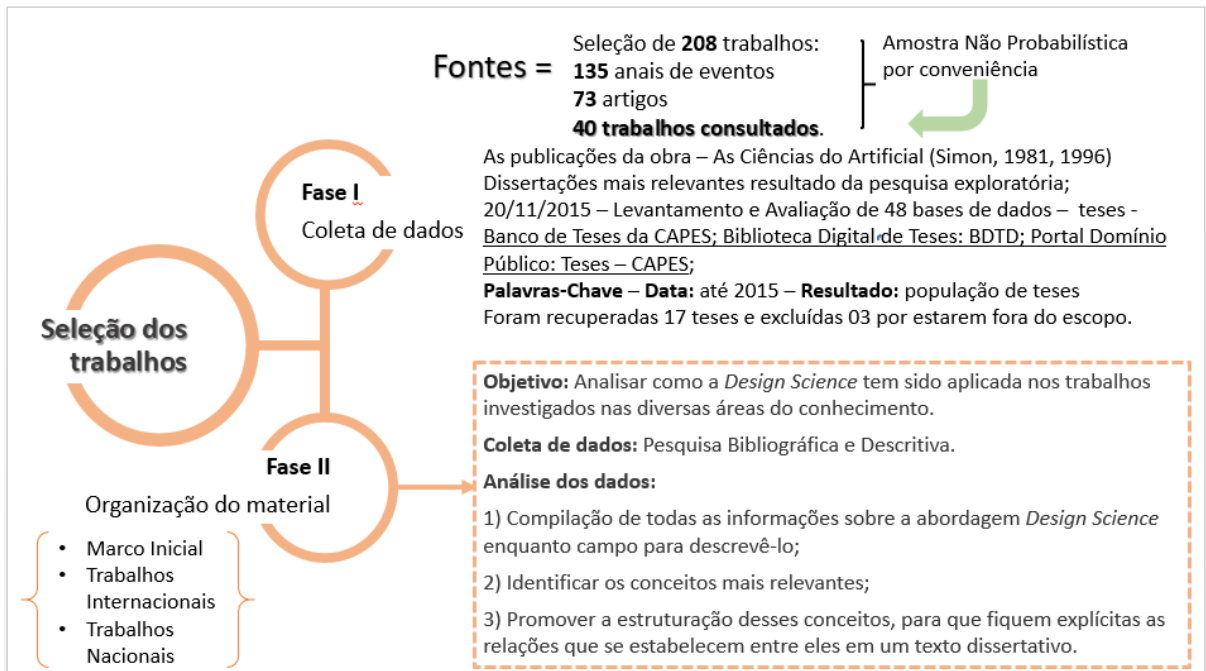 Fontes =
Seleção de 208 trabalhos:
135 anais de eventos
73 artigos
40 trabalhos consultados.
Amostra Não Probabilística
por conveniência
As publicações da obra – As Ciências do Artificial (Simon, 1981, 1996)
Dissertações mais relevantes resultado da pesquisa exploratória;
20/11/2015 – Levantamento e Avaliação de 48 bases de dados – teses -
Banco de Teses da CAPES; Biblioteca Digital de Teses: BDTD; Portal Domínio
Público: Teses – CAPES;
Palavras-Chave – Data: até 2015 – Resultado: população de teses
Foram recuperadas 17 teses e excluídas 03 por estarem fora do escopo.
Fase I
Coleta de dados
Seleção dos
trabalhos
Fase II
Organização do material
• Marco Inicial
• Trabalhos
Internacionais
• Trabalhos
Nacionais
Objetivo: Analisar como a Design Science tem sido aplicada nos trabalhos
investigados nas diversas áreas do conhecimento.
Coleta de dados: Pesquisa Bibliográfica e Descritiva.
Análise dos dados:
1) Compilação de todas as informações sobre a abordagem Design Science
enquanto campo para descrevê-lo;
2) Identificar os conceitos mais relevantes;
3) Promover a estruturação desses conceitos, para que fiquem explícitas as
relações que se estabelecem entre eles em um texto dissertativo.